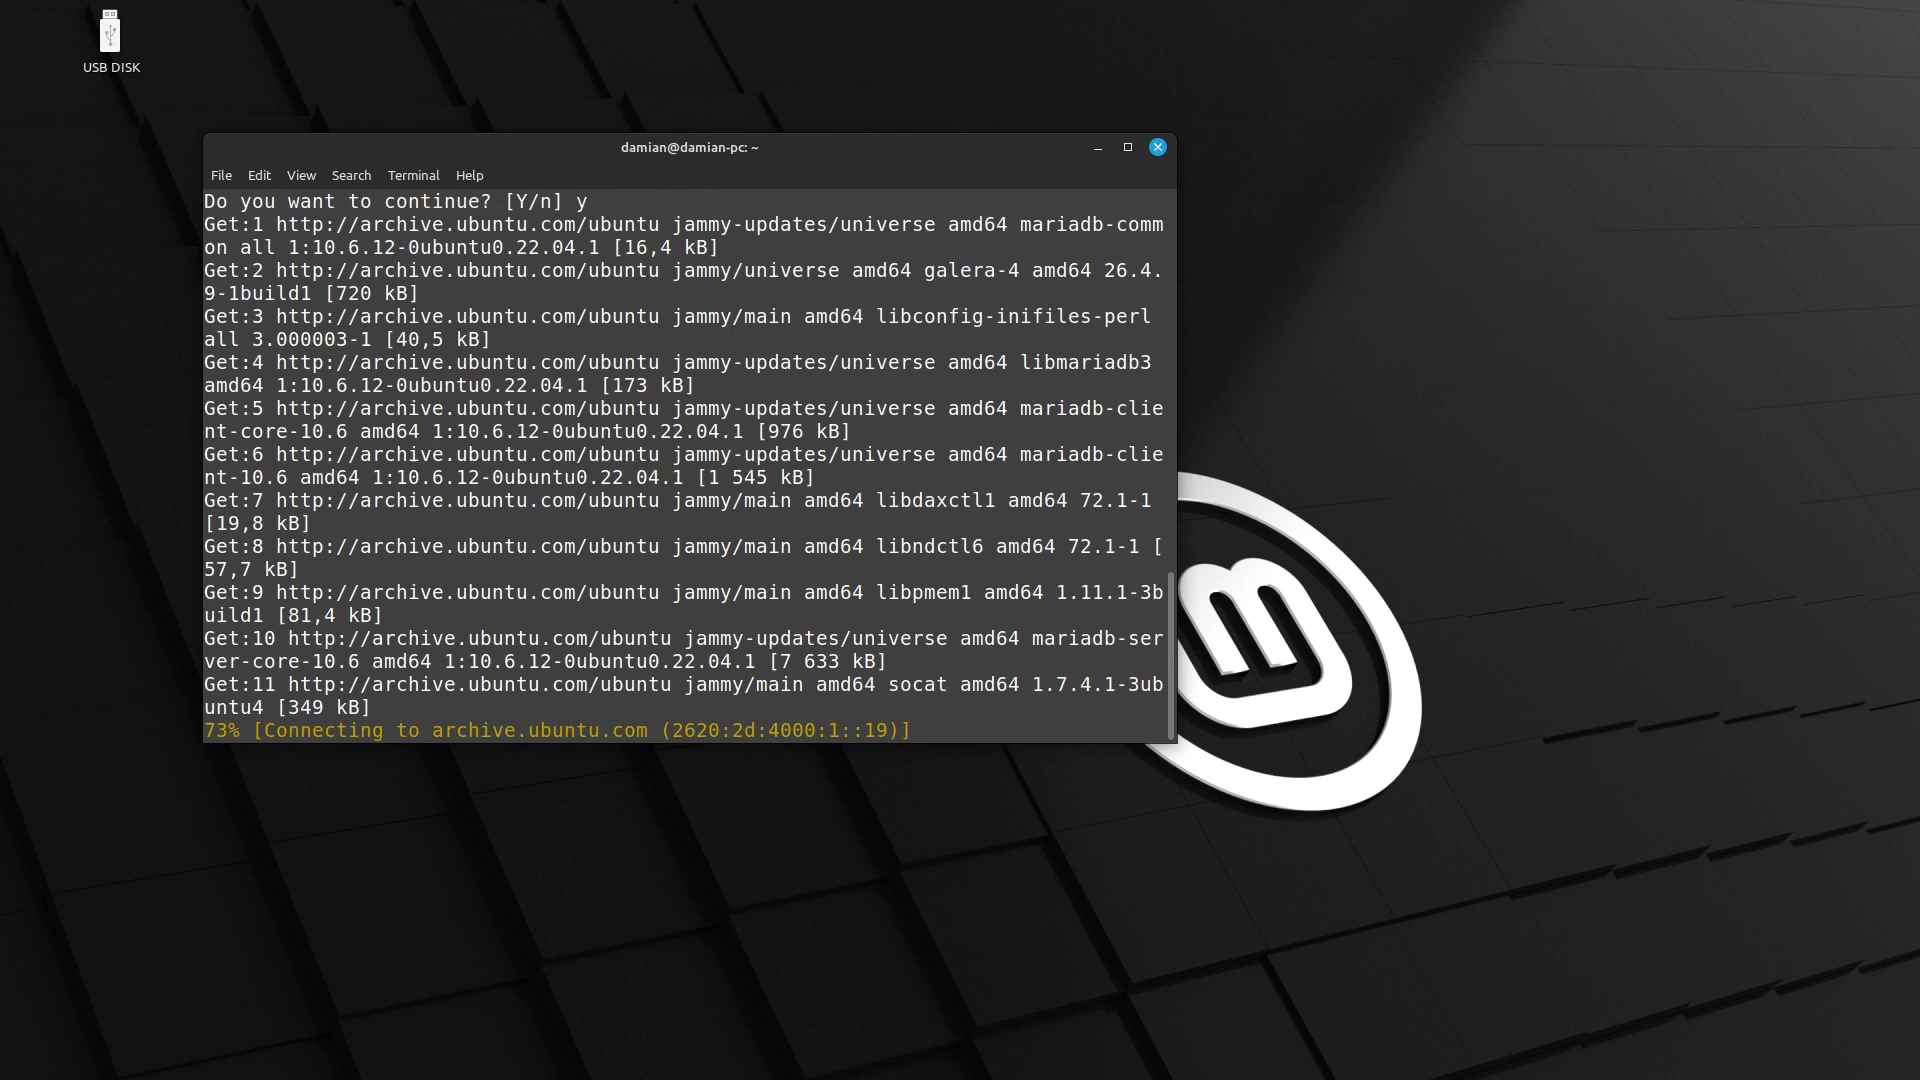 USB DISK
damian@damian-pc: ~
File Edit View Search Terminal Help
Do you want to continue? [Y/n] y
Get:1 http://archive.ubuntu.com/ubuntu jammy-updates/universe amd64 mariadb-comm
on all 1:10.6.12-0ubuntu0.22.04.1 [16,4 kB]
Get:2 http://archive.ubuntu.com/ubuntu jammy/universe amd64 galera-4 amd64 26.4.
9-1build1 [720 kB]
Get:3 http://archive.ubuntu.com/ubuntu jammy/main amd64 libconfig-inifiles-perl
all 3.000003-1 [40,5 kB]
Get:4 http://archive.ubuntu.com/ubuntu jammy-updates/universe amd64 libmariadb3
amd64 1:10.6.12-0ubuntu0.22.04.1 [173 kB]
Get:5 http://archive.ubuntu.com/ubuntu jammy-updates/universe amd64 mariadb-clie
nt-core-10.6 amd64 1:10.6.12-0ubuntu0.22.04.1 [976 kB]
Get:6 http://archive.ubuntu.com/ubuntu jammy-updates/universe amd64 mariadb-clie
nt-10.6 amd64 1:10.6.12-0ubuntu0.22.04.1 [1 545 kB]
Get:7 http://archive.ubuntu.com/ubuntu jammy/main amd64 libdaxctl1 amd64 72.1-1
[19,8 kB]
Get:8 http://archive.ubuntu.com/ubuntu jammy/main amd64 libndctl6 amd64 72.1-1 [
57,7 kB]
Get:9 http://archive.ubuntu.com/ubuntu jammy/main amd64 libpmem1 amd64 1.11.1-3b
uild1 [81,4 kB]
Get:10 http://archive.ubuntu.com/ubuntu jammy-updates/universe amd64 mariadb-ser
ver-core-10.6 amd64 1:10.6.12-0ubuntu0.22.04.1 [7 633 kB]
Get:11 http://archive.ubuntu.com/ubuntu jammy/main amd64 socat amd64 1.7.4.1-3ub
untu4 [349 kB]
73% [Connecting to archive.ubuntu.com (2620:2d:4000:1::19)]